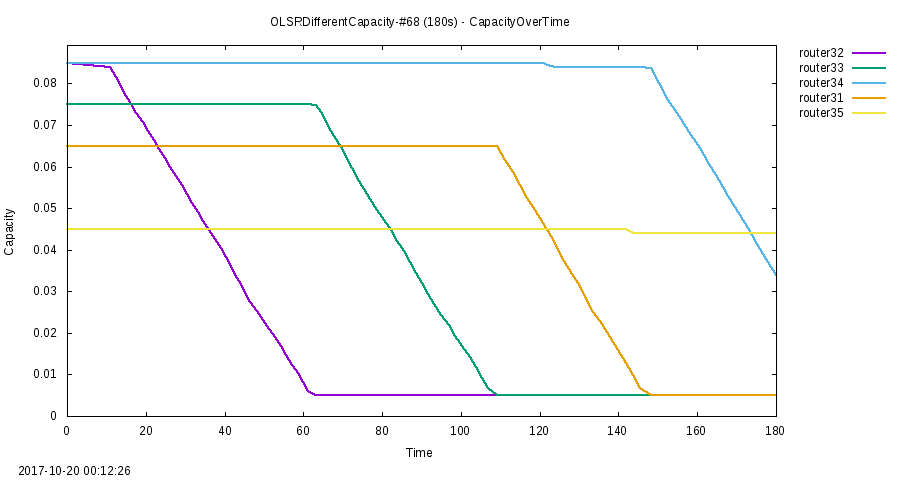 OLSRDifferentCapacity-#68 (180s) - CapacityOverTime
router32
router33
router34
router31
router35
0.08
0.07
0.06
0.05
0.04
0.03
0.02
0.01
0
Capacity
0 20 40 60 80 100 120 140 160 180
Time
2017-10-20 00:12:26